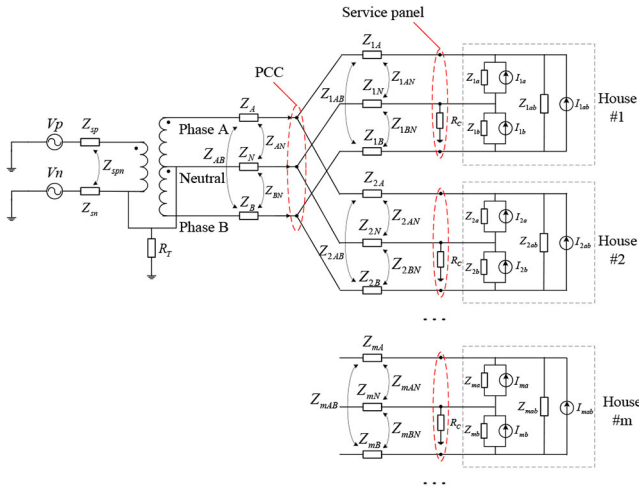 Service panel
PCC
Z1A
Z1AB
Z1AN
Z1N
Z1BN
Z1B
RC
Z1a
I1a
Z1b
I1b
Z1ab
I1ab
House
#1
Vp
Zsp
Zspn
Vn
Zsn
RT
Phase A
Neutral
Phase B
ZA
ZAN
ZAB
ZN
ZBN
ZB
Z2A
Z2AN
Z2N
Z2AB
Z2BN
Z2B
RC
Z2a
I2a
Z2b
I2b
Z2ab
I2ab
House
#2
...
ZmA
ZmAN
ZmAB
ZmN
ZmBN
ZmB
RC
Zma
Ima
Zmb
Imb
Zmab
Imab
House
#m
...